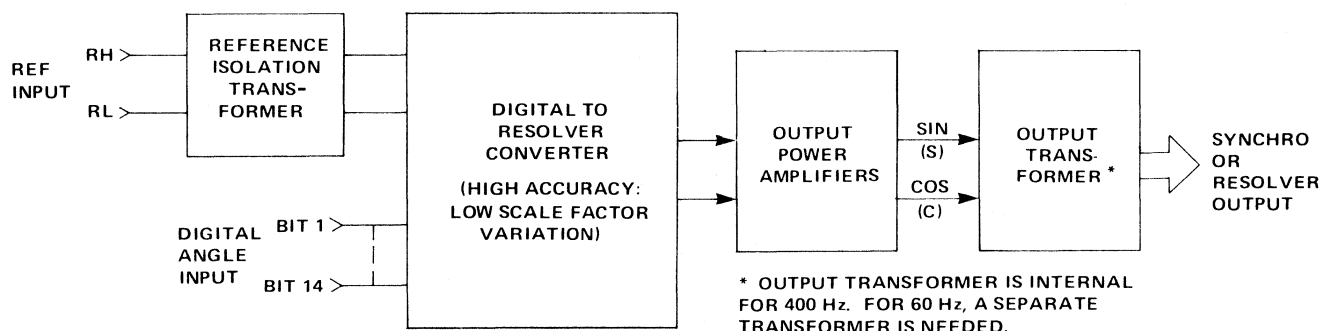 REF
INPUT
RH
RL
REFERENCE
ISOLATION
TRANS-
FORMER
DIGITAL
ANGLE
INPUT
BIT 1
BIT 14
DIGITAL TO
RESOLVER
CONVERTER
(HIGH ACCURACY:
LOW SCALE FACTOR
VARIATION)
OUTPUT
POWER
AMPLIFIERS
SIN
(S)
COS
(C)
OUTPUT
TRANS-
FORMER *
SYNCHRO
OR
RESOLVER
OUTPUT
* OUTPUT TRANSFORMER IS INTERNAL
FOR 400 Hz. FOR 60 Hz, A SEPARATE
TRANSFORMER IS NEEDED.